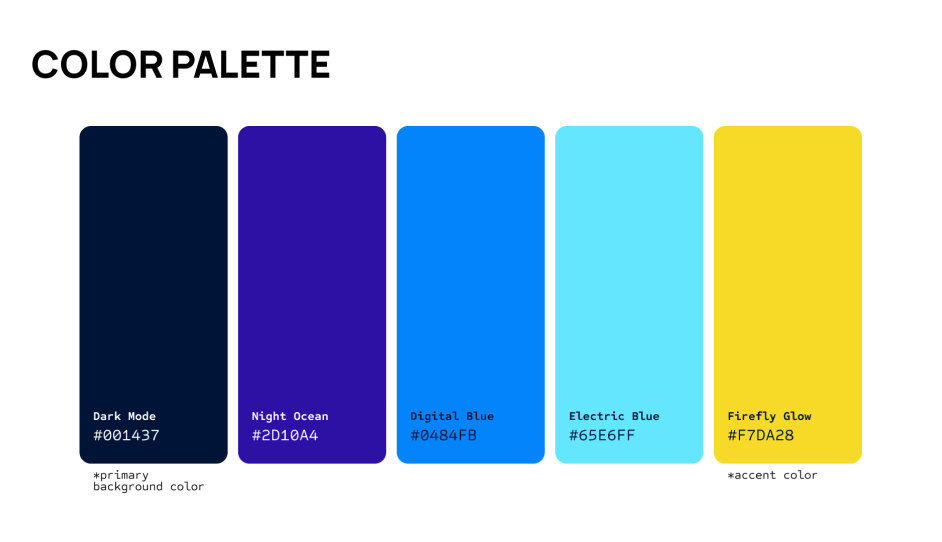 COLOR PALETTE
Dark Mode
#001437
Night Ocean
#2D10A4
Digital Blue
#0484FB
Electric Blue
#65E6FF
Firefly Glow
#F7DA28
*primary
background color
*accent color